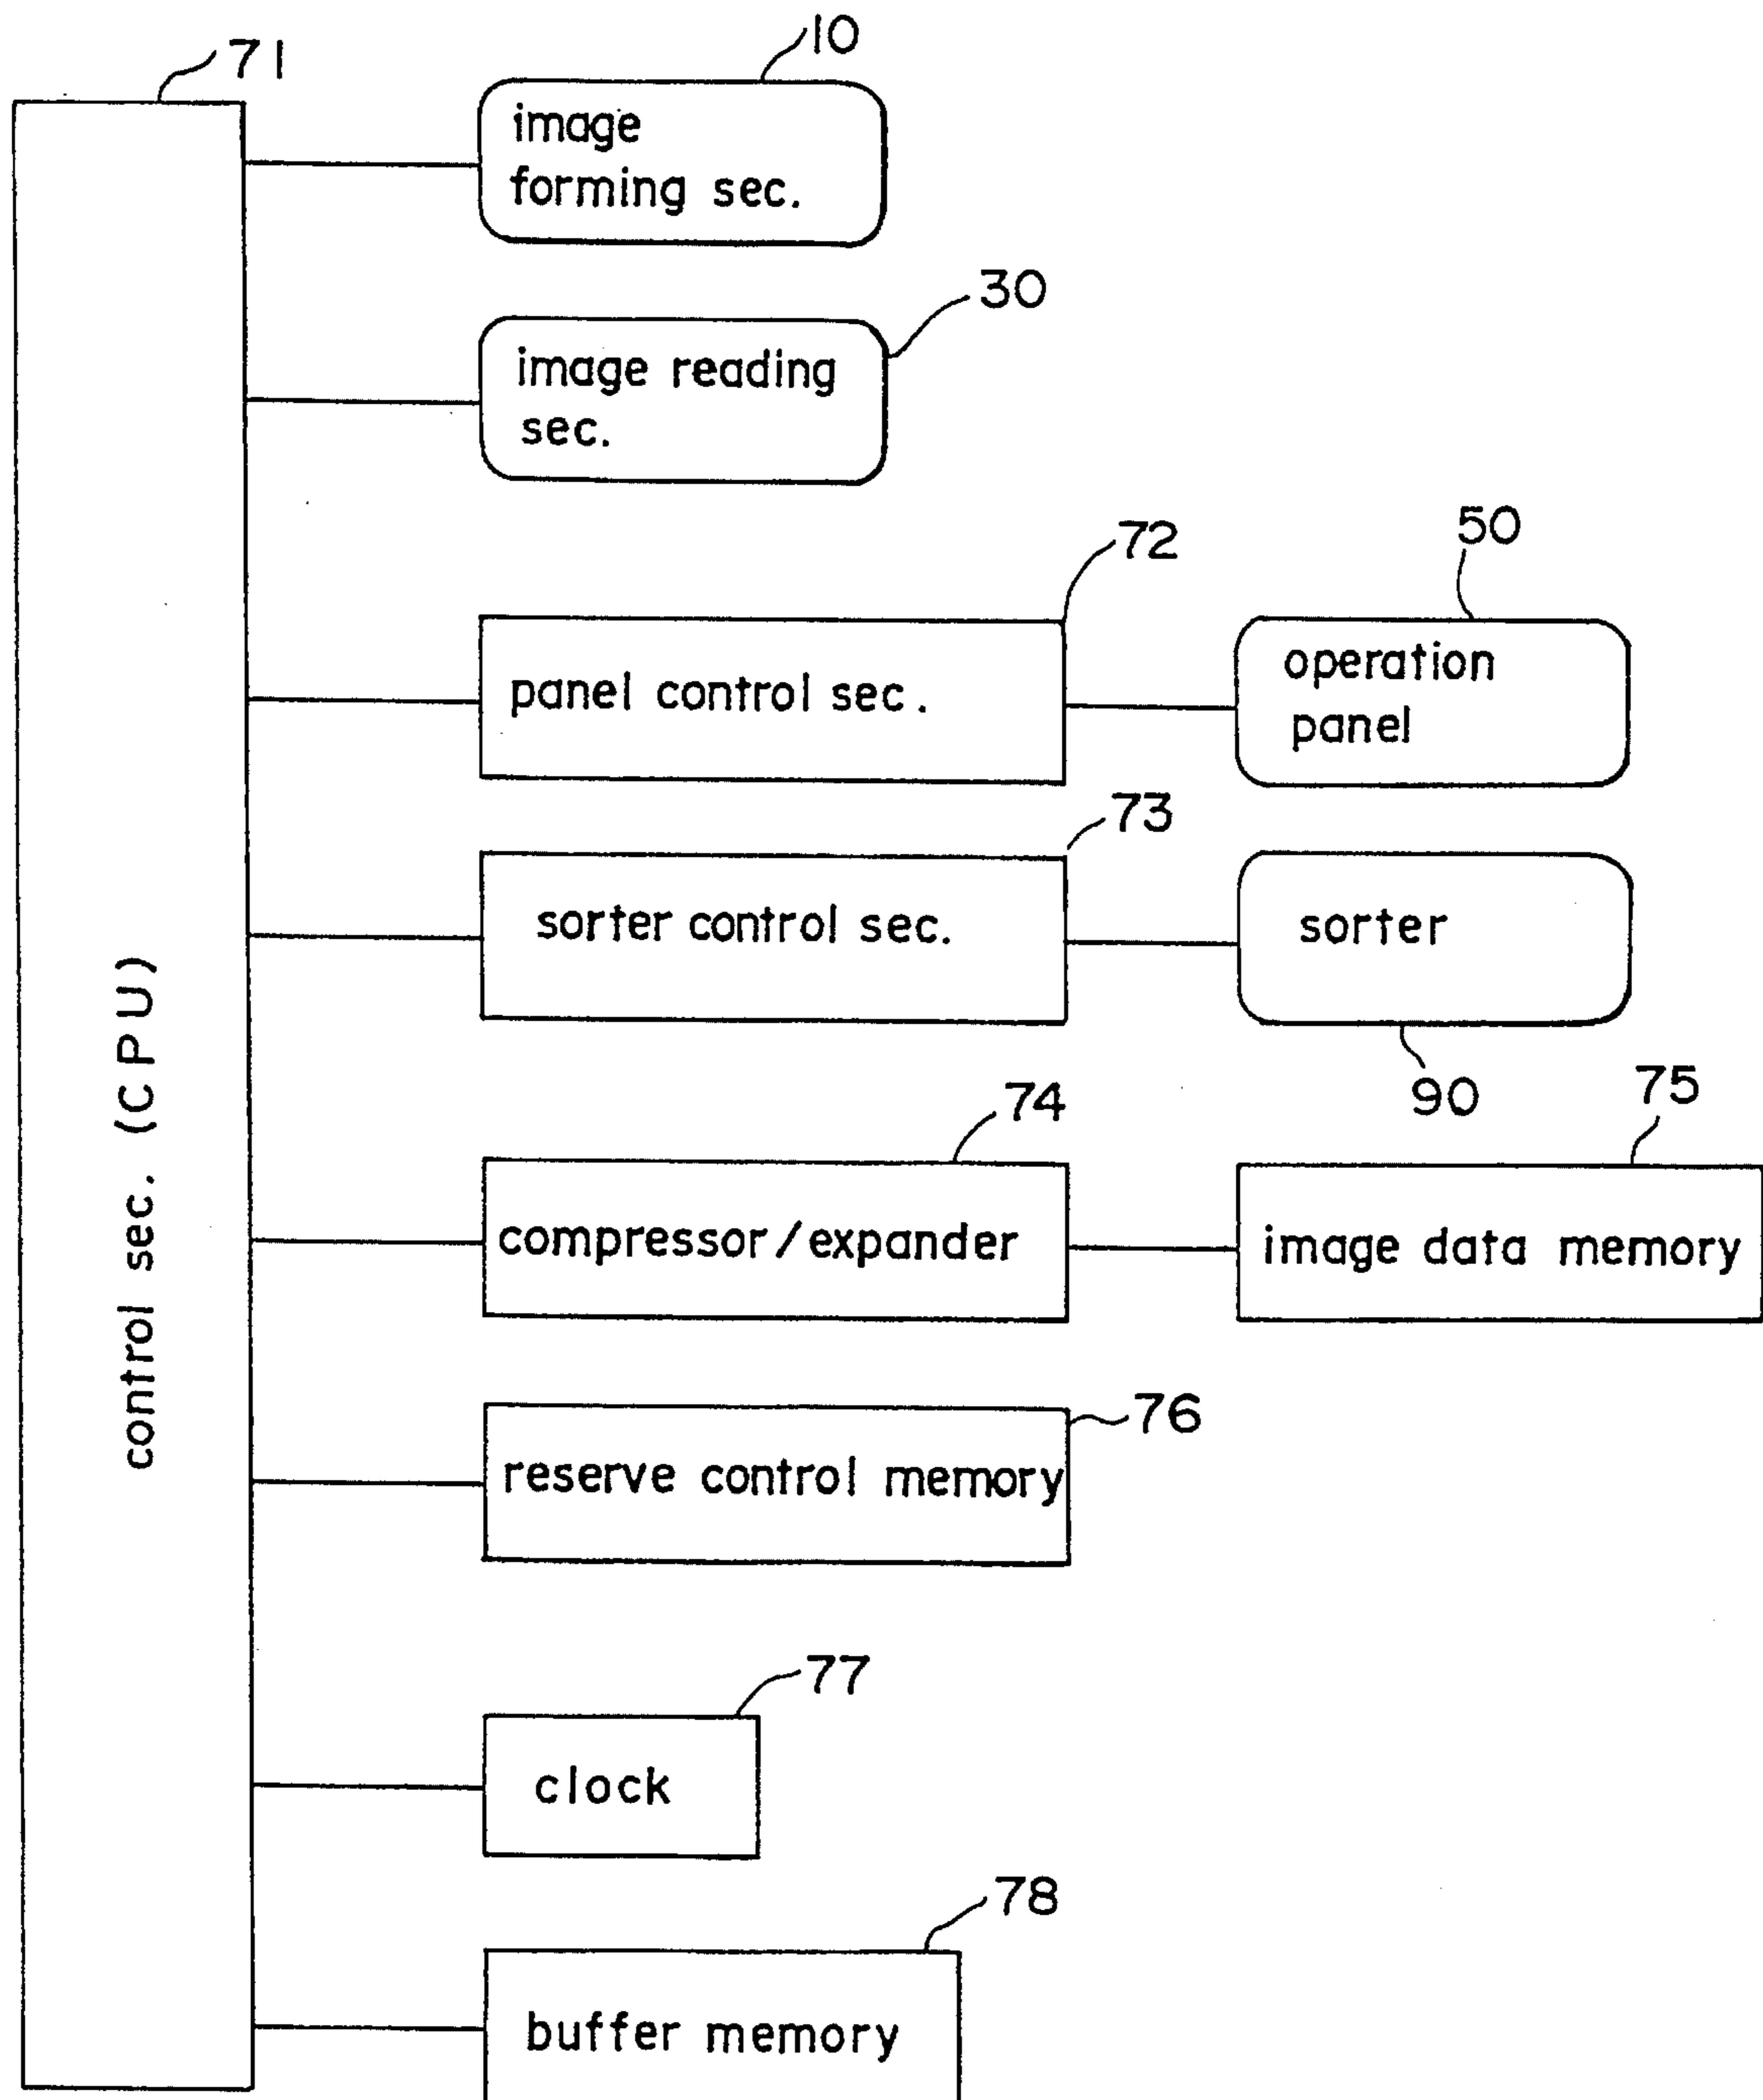 71
control sec. (CPU)
10
image
forming sec.
30
image reading
sec.
72
panel control sec.
50
operation
panel
73
sorter control sec.
sorter
90
74
compressor/expander
75
image data memory
76
reserve control memory
77
clock
78
buffer memory